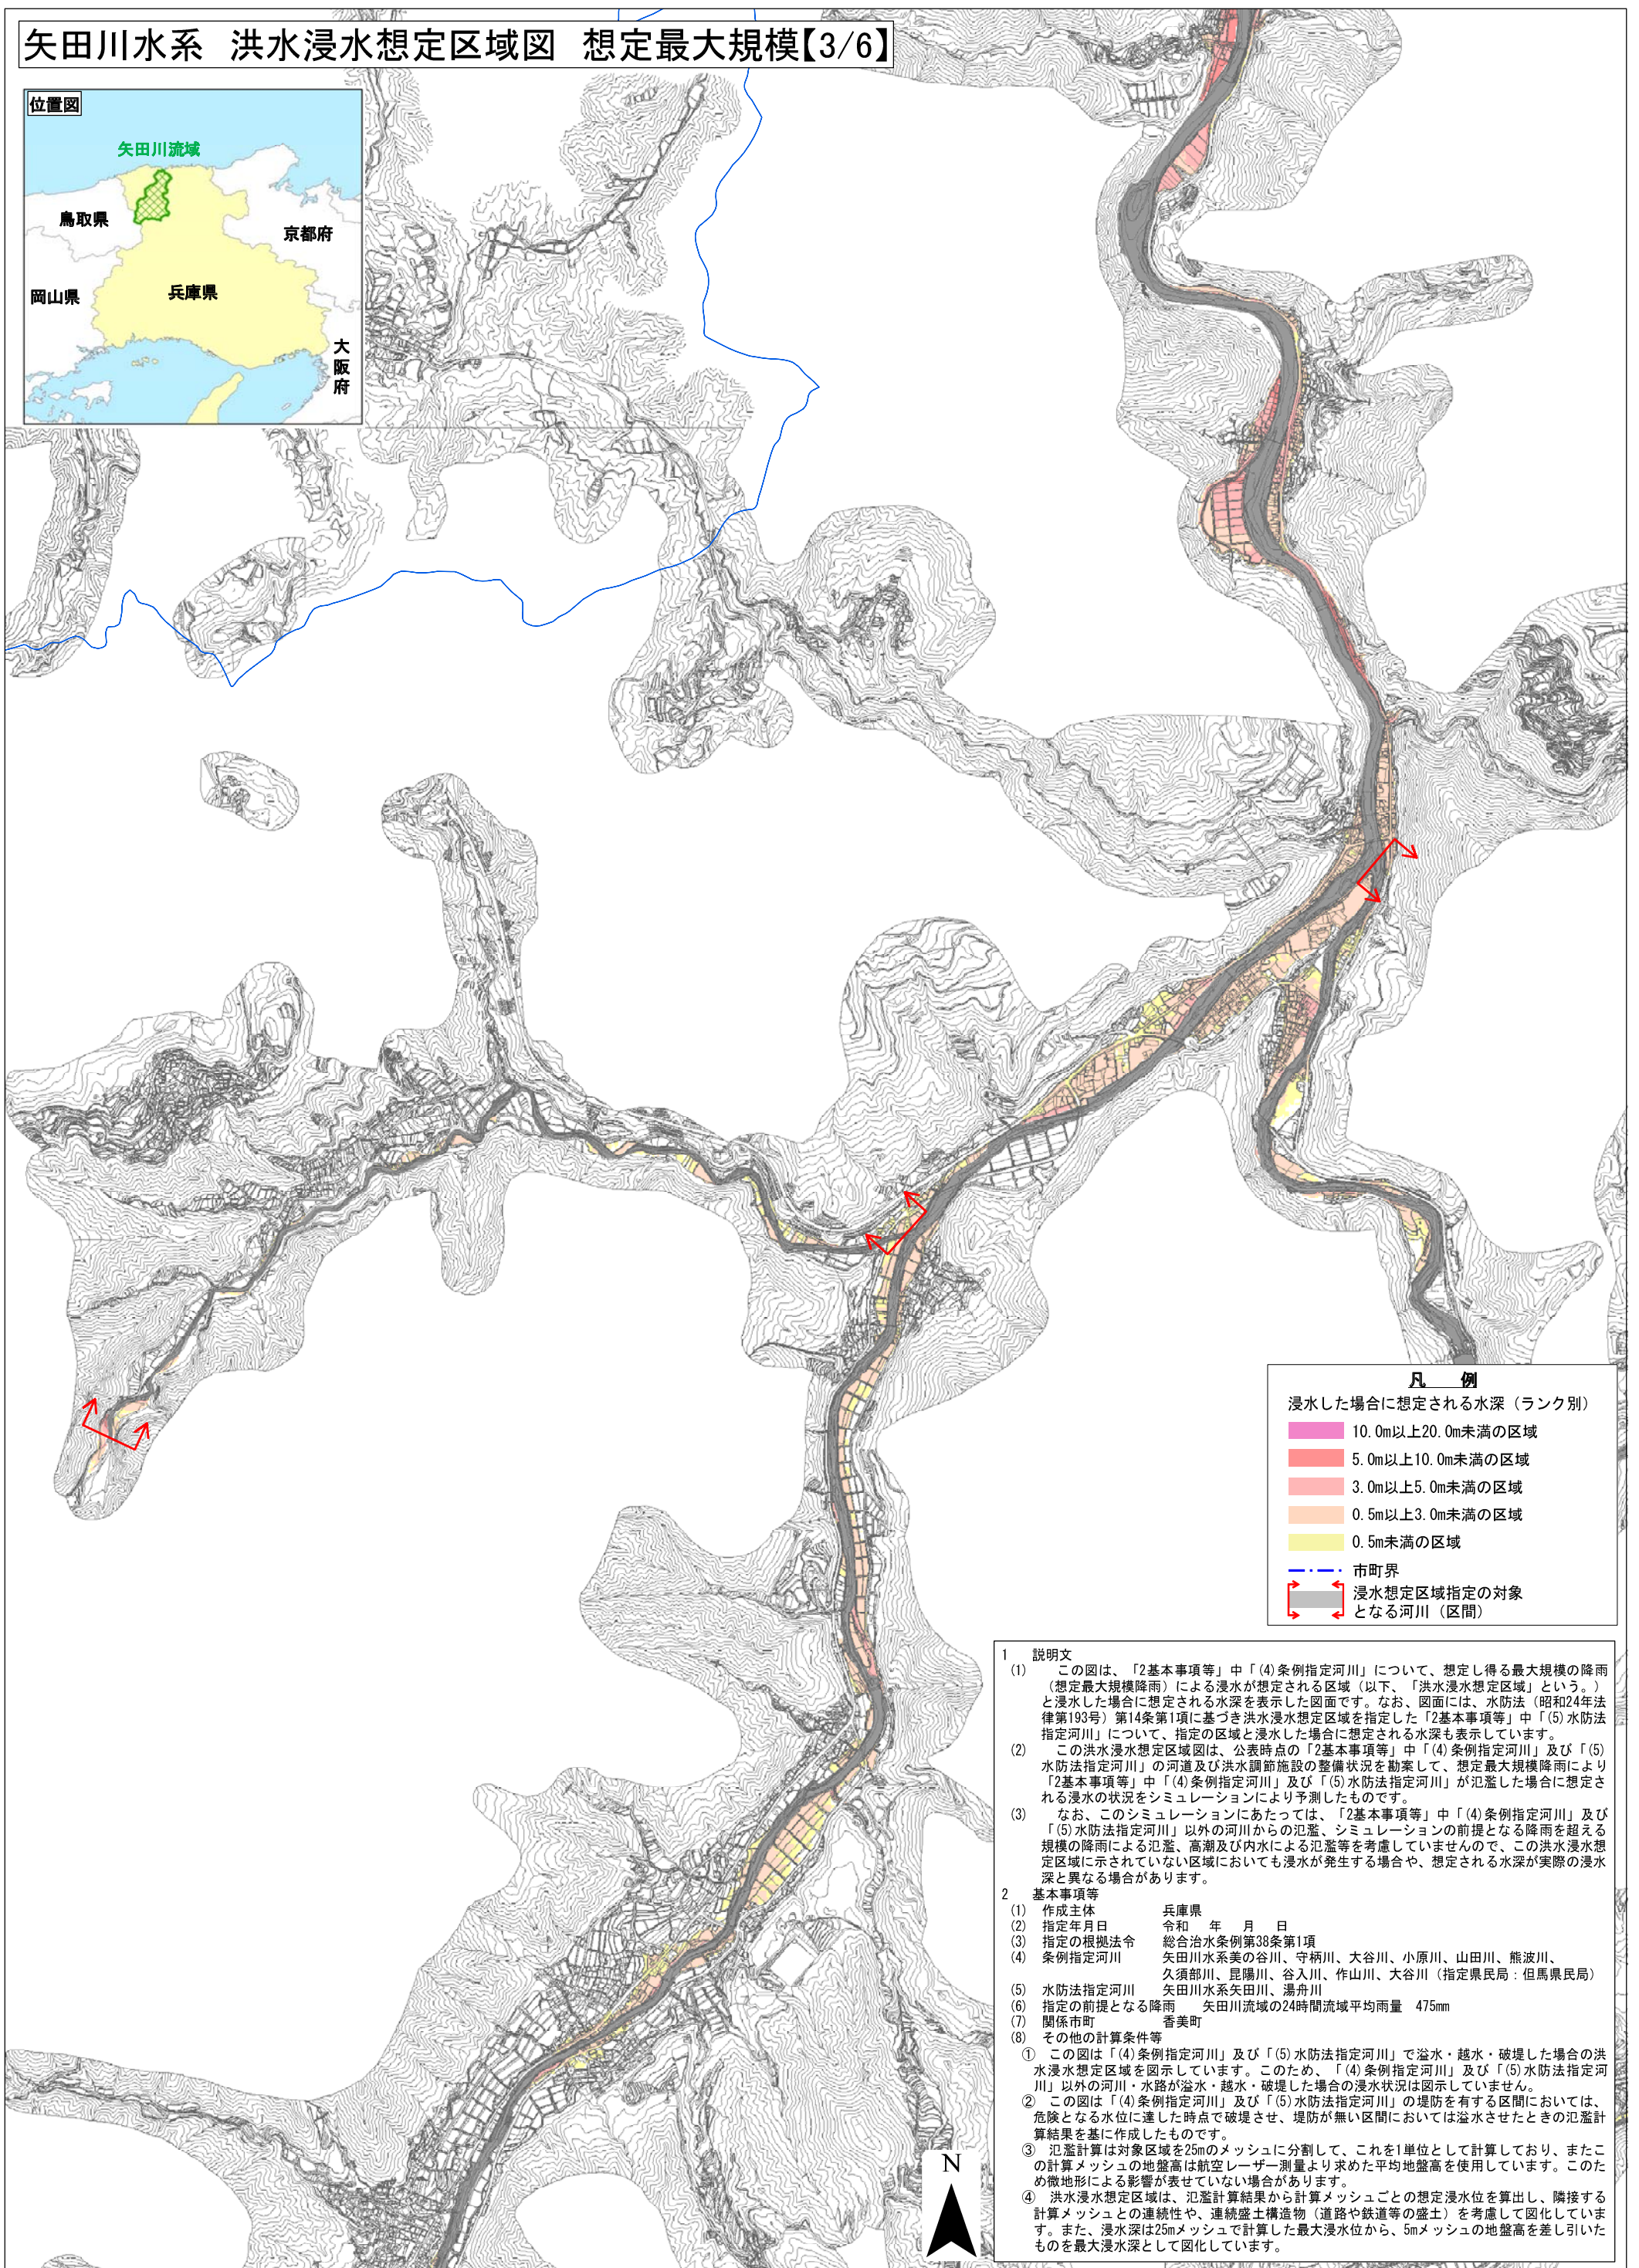 矢田川水系 洪水浸水想定区域図 想定最大規模【3/6】
位置図
矢田川流域
鳥取県
京都府
岡山県
兵庫県
大阪府
凡 例
浸水した場合に想定される水深（ランク別）
10.0m以上20.0m未満の区域
5.0m以上10.0m未満の区域
3.0m以上5.0m未満の区域
0.5m以上3.0m未満の区域
0.5m未満の区域
市町界
浸水想定区域指定の対象
となる河川（区間）
1 説明文
(1) この図は、「2基本事項等」中「(4)条例指定河川」について、想定し得る最大規模の降雨
（想定最大規模降雨）による浸水が想定される区域（以下、「洪水浸水想定区域」という。）
と浸水した場合に想定される水深を表示した図面です。なお、図面には、水防法（昭和24年法
律第193号）第14条第1項に基づき洪水浸水想定区域を指定した「2基本事項等」中「(5)水防法
指定河川」について、指定の区域と浸水した場合に想定される水深も表示しています。
(2) この洪水浸水想定区域図は、公表時点の「2基本事項等」中「(4)条例指定河川」及び「(5)
水防法指定河川」の河道及び洪水調節施設の整備状況を勘案して、想定最大規模降雨により
「2基本事項等」中「(4)条例指定河川」及び「(5)水防法指定河川」が氾濫した場合に想定さ
れる浸水の状況をシミュレーションにより予測したものです。
(3) なお、このシミュレーションにあたっては、「2基本事項等」中「(4)条例指定河川」及び
「(5)水防法指定河川」以外の河川からの氾濫、シミュレーションの前提となる降雨を超える
規模の降雨による氾濫、高潮及び内水による氾濫等を考慮していませんので、この洪水浸水想
定区域に示されていない区域においても浸水が発生する場合や、想定される水深が実際の浸水
深と異なる場合があります。
2 基本事項等
(1) 作成主体 兵庫県
(2) 指定年月日 令和 年 月 日
(3) 指定の根拠法令 総合治水条例第38条第1項
(4) 条例指定河川 矢田川水系美の谷川、守柄川、大谷川、小原川、山田川、熊波川、
久須部川、昆陽川、谷入川、作山川、大谷川（指定県民局：但馬県民局）
(5) 水防法指定河川 矢田川水系矢田川、湯舟川
(6) 指定の前提となる降雨 矢田川流域の24時間流域平均雨量 475mm
(7) 関係市町 香美町
(8) その他の計算条件等
① この図は「(4)条例指定河川」及び「(5)水防法指定河川」で溢水・越水・破堤した場合の洪
水浸水想定区域を図示しています。このため、「(4)条例指定河川」及び「(5)水防法指定河
川」以外の河川・水路が溢水・越水・破堤した場合の浸水状況は図示していません。
② この図は「(4)条例指定河川」及び「(5)水防法指定河川」の堤防を有する区間においては、
危険となる水位に達した時点で破堤させ、堤防が無い区間においては溢水させたときの氾濫計
算結果を基に作成したものです。
③ 氾濫計算は対象区域を25mのメッシュに分割して、これを1単位として計算しており、またこ
の計算メッシュの地盤高は航空レーザー測量より求めた平均地盤高を使用しています。このた
め微地形による影響が表せていない場合があります。
④ 洪水浸水想定区域は、氾濫計算結果から計算メッシュごとの想定浸水位を算出し、隣接する
計算メッシュとの連続性や、連続盛土構造物（道路や鉄道等の盛土）を考慮して図化していま
す。また、浸水深は25mメッシュで計算した最大浸水位から、5mメッシュの地盤高を差し引いた
ものを最大浸水深として図化しています。
N